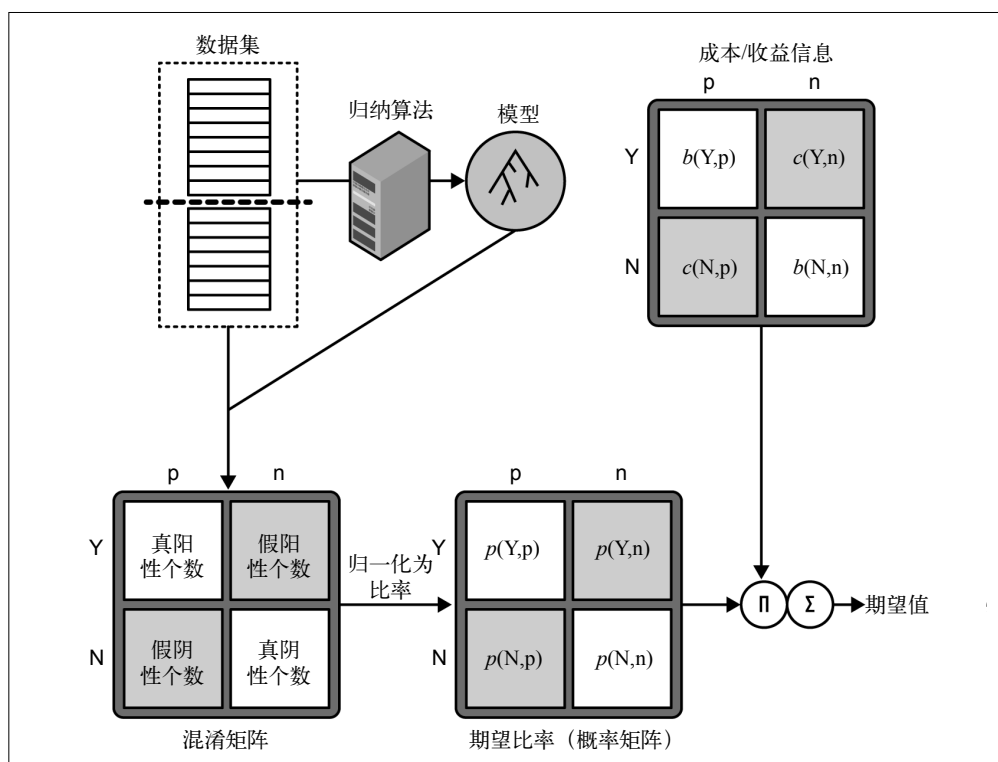 数据集
成本/收益信息
p n
归纳算法
模型
Y b(Y,p) c(Y,n)
N c(N,p) b(N,n)
p n
p n
Y
真阳
性个数
假阳
性个数
归一化为
比率
Y p(Y,p) p(Y,n)
Π Σ 期望值
N
假阴
性个数
真阴
性个数
N p(N,p) p(N,n)
混淆矩阵
期望比率（概率矩阵）